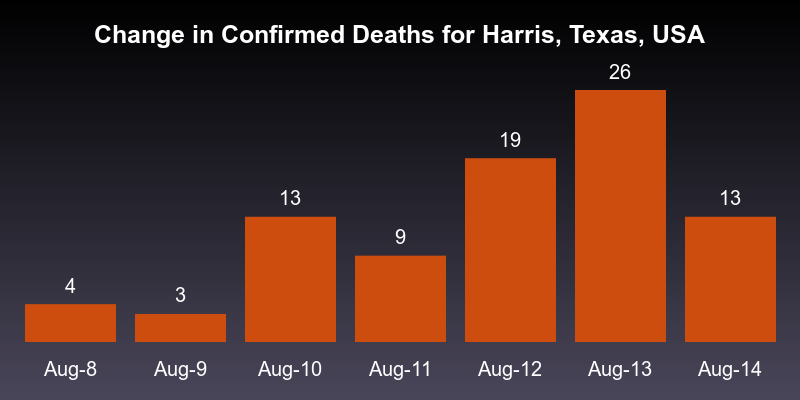 Change in Confirmed Deaths for Harris, Texas, USA
4
3
13
9
19
26
13
Aug-8
Aug-9
Aug-10
Aug-11
Aug-12
Aug-13
Aug-14